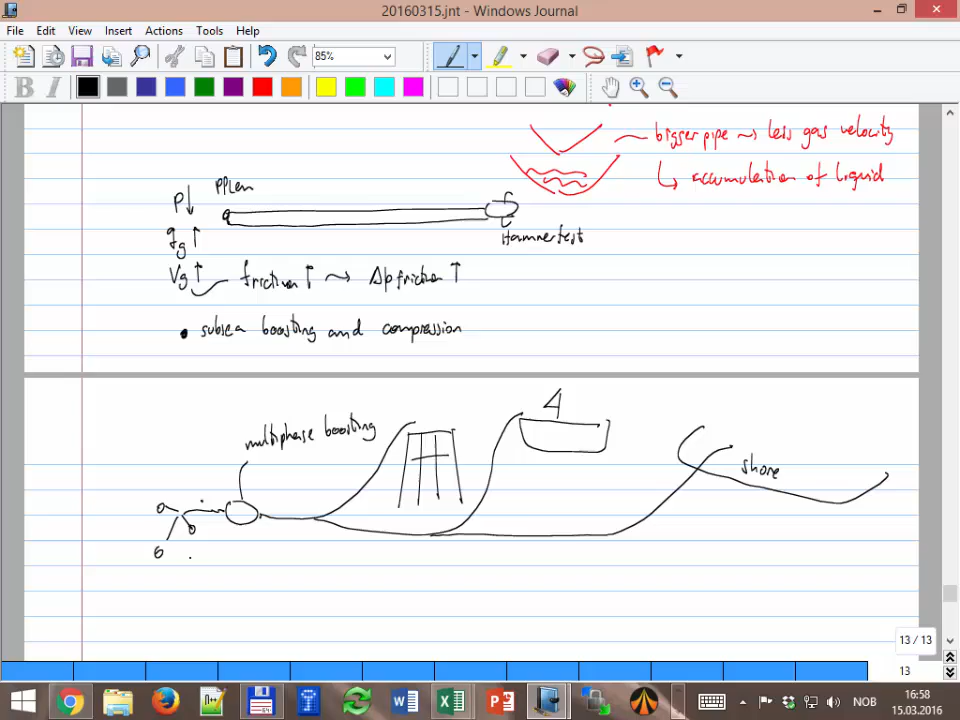 20160315.jnt - Windows Journal
File Edit View Insert Actions Tools Help
85%
B I
bigger pipe → less gas velocity
↳ accumulation of liquid
P↓ PPlem
qg↑
Hammerfest
Vg↑ friction↑ → Δp friction↑
• subsea boosting and compression
multiphase boosting
shore
13 / 13
13
NOB
16:58
15.03.2016